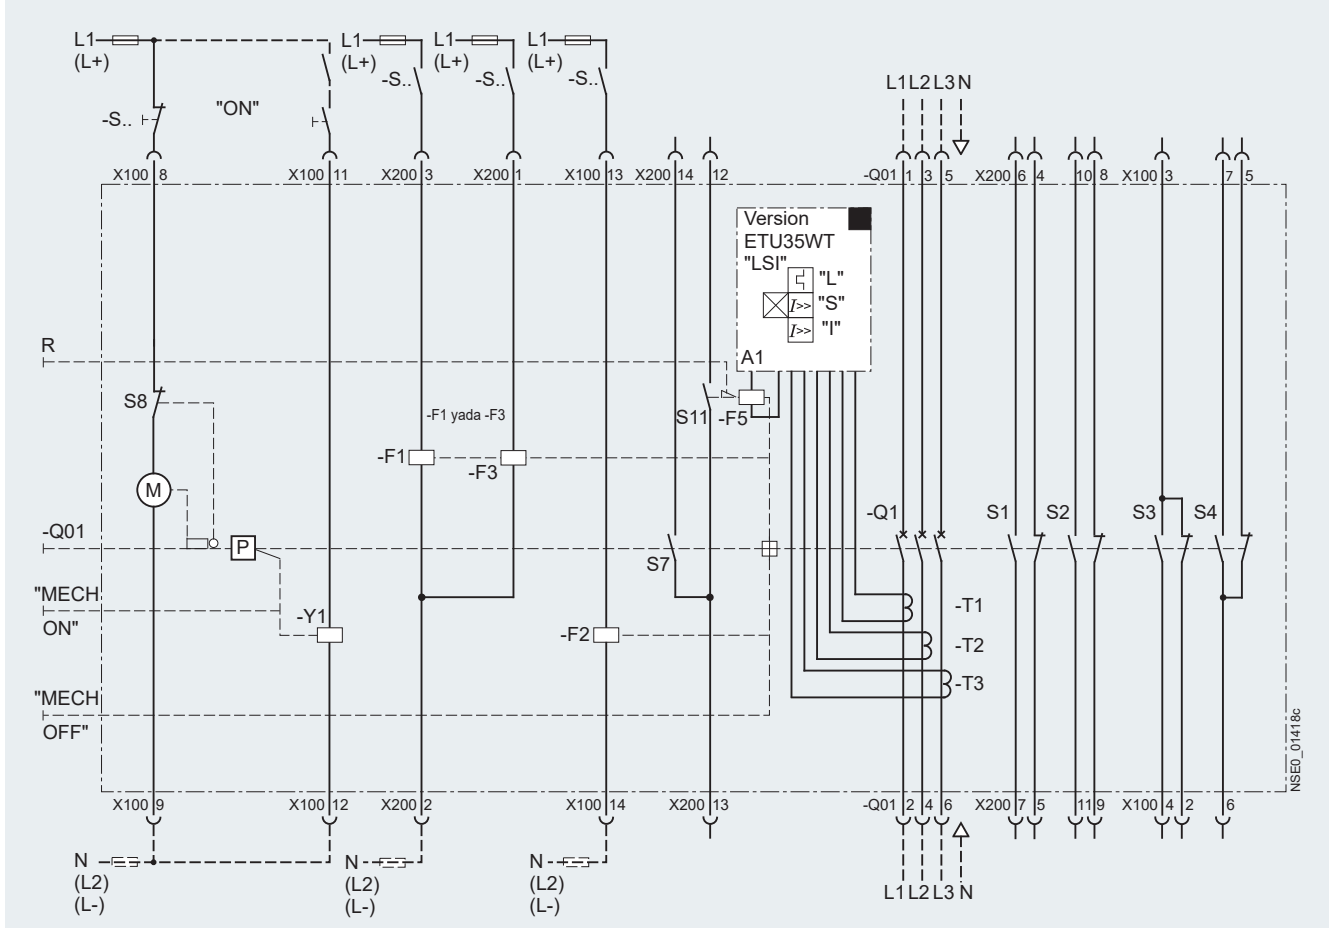 L1 L1 L1 L1
(L+) (L+) (L+) (L+)
-S.. -S.. -S..
L1 L2 L3 N
-S.. "ON"
X100 8 X100 11 X200 3 X200 1 X100 13 X200 14 12 -Q01 1 3 5 X200 6 4 10 8 X100 3 7 5
Version
ETU35WT
"LSI"
"L"
I>> "S"
I>> "I"
A1
R
S8
-F1 yada -F3
S11 -F5
-F1 -F3
M
-Q1 S1 S2 S3 S4
-Q01
P
S7
"MECH
ON"
-Y1 -F2
-T1
-T2
-T3
"MECH
OFF"
NSE0_01418c
X100 9 X100 12 X200 2 X100 14 X200 13 -Q01 2 4 6 X200 7 5 11 9 X100 4 2 6
N N N
(L2) (L2) (L2)
(L-) (L-) (L-)
L1 L2 L3 N